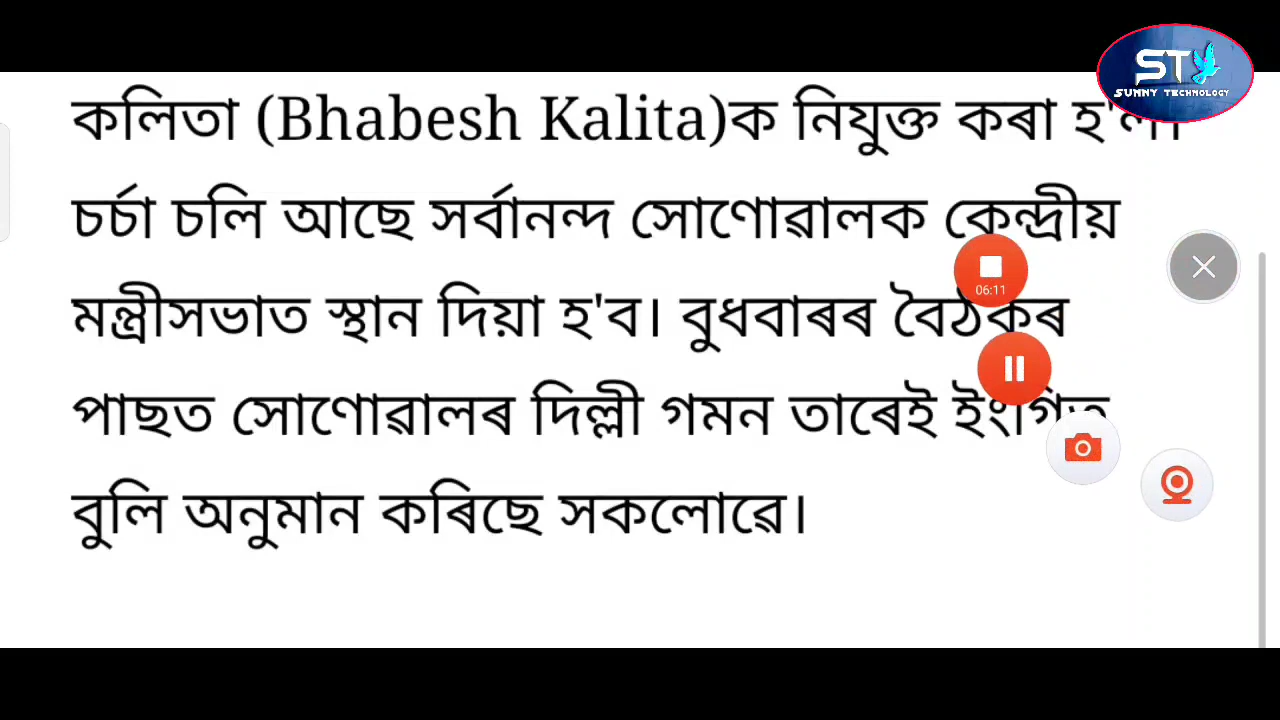 ST
SUNNY TECHNOLOGY
কলিতা (Bhabesh Kalita)ক নিযুক্ত কৰা হ'ল।
চৰ্চা চলি আছে সৰ্বানন্দ সোণোৱালক কেন্দ্ৰীয়
মন্ত্ৰীসভাত স্থান দিয়া হ'ব। বুধবাৰৰ বৈঠকৰ
পাছত সোণোৱালৰ দিল্লী গমন তাৰেই ইংগিত
বুলি অনুমান কৰিছে সকলোৱে।
06:11